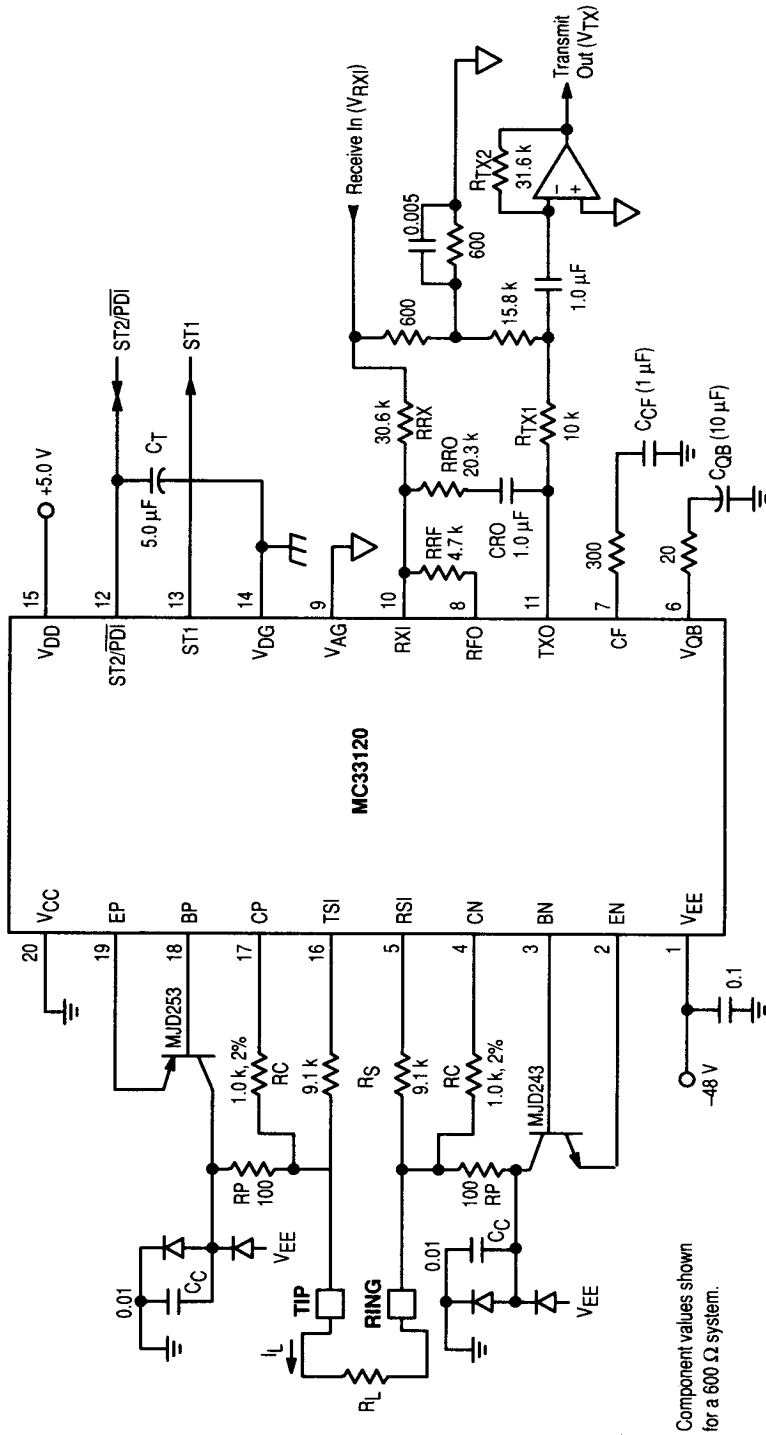 VCC
20
EP
19
MJD253
BP
18
CP
17
1.0 k, 2%
RC
TSI
16
9.1 k
RSI
5
RS
9.1 k
CN
4
RC
1.0 k, 2%
BN
3
MJD243
EN
2
VEE
1
0.1
–48 V
0.01
CC
VEE
RP
100
TIP
IL
RL
RING
100
RP
0.01
CC
VEE
MC33120
VDD
15
+5.0 V
ST2/PDI
12
ST2/PDI
5.0 µF
CT
ST1
13
ST1
VDG
14
VAG
9
RXI
10
30.6 k
RRX
Receive In (VRXI)
RRF
4.7 k
RRO
20.3 k
RFO
8
CRO
1.0 µF
TXO
11
RTX1
10 k
600
15.8 k
0.005
600
1.0 µF
RTX2
31.6 k
–
+
Transmit
Out (VTX)
CF
7
300
CCF (1 µF)
VQB
6
20
CQB (10 µF)
Component values shown
for a 600 Ω system.